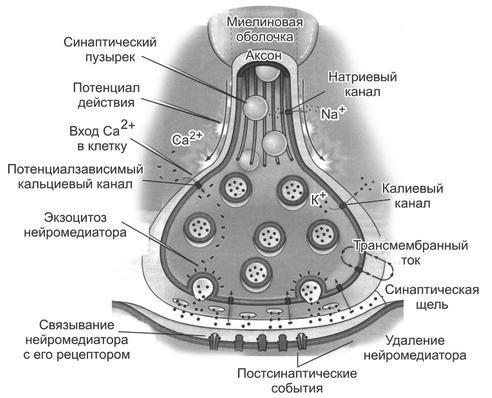 Миелиновая
оболочка
Аксон
Синаптический
пузырек
Потенциал
действия
Вход Ca2+
в клетку
Потенциалзависимый
кальциевый канал
Экзоцитоз
нейромедиатора
Связывание
нейромедиатора
с его рецептором
Ca2+
Натриевый
канал
Na+
K+
Калиевый
канал
Трансмембранный
ток
Синаптическая
щель
Удаление
нейромедиатора
Постсинаптические
события